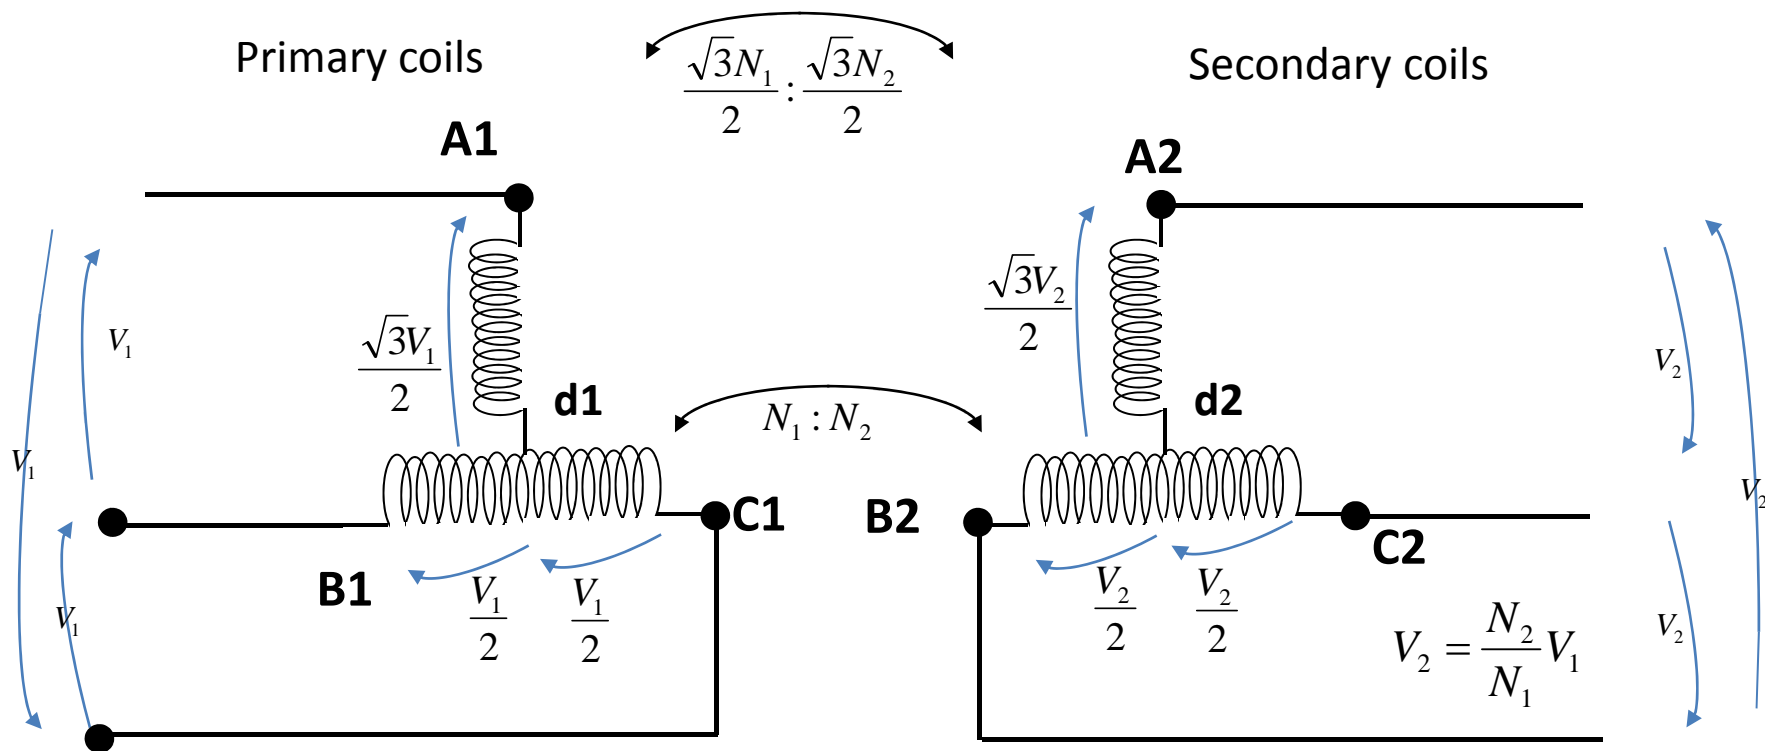 Primary coils
√3N₁/2 : √3N₂/2
Secondary coils
A1
A2
V₁
√3V₁/2
√3V₂/2
V₂
d1
N₁ : N₂
d2
V₁
V₂
B1
C1
B2
C2
V₁
V₁/2
V₁/2
V₂/2
V₂/2
V₂ = N₂/N₁ V₁
V₂